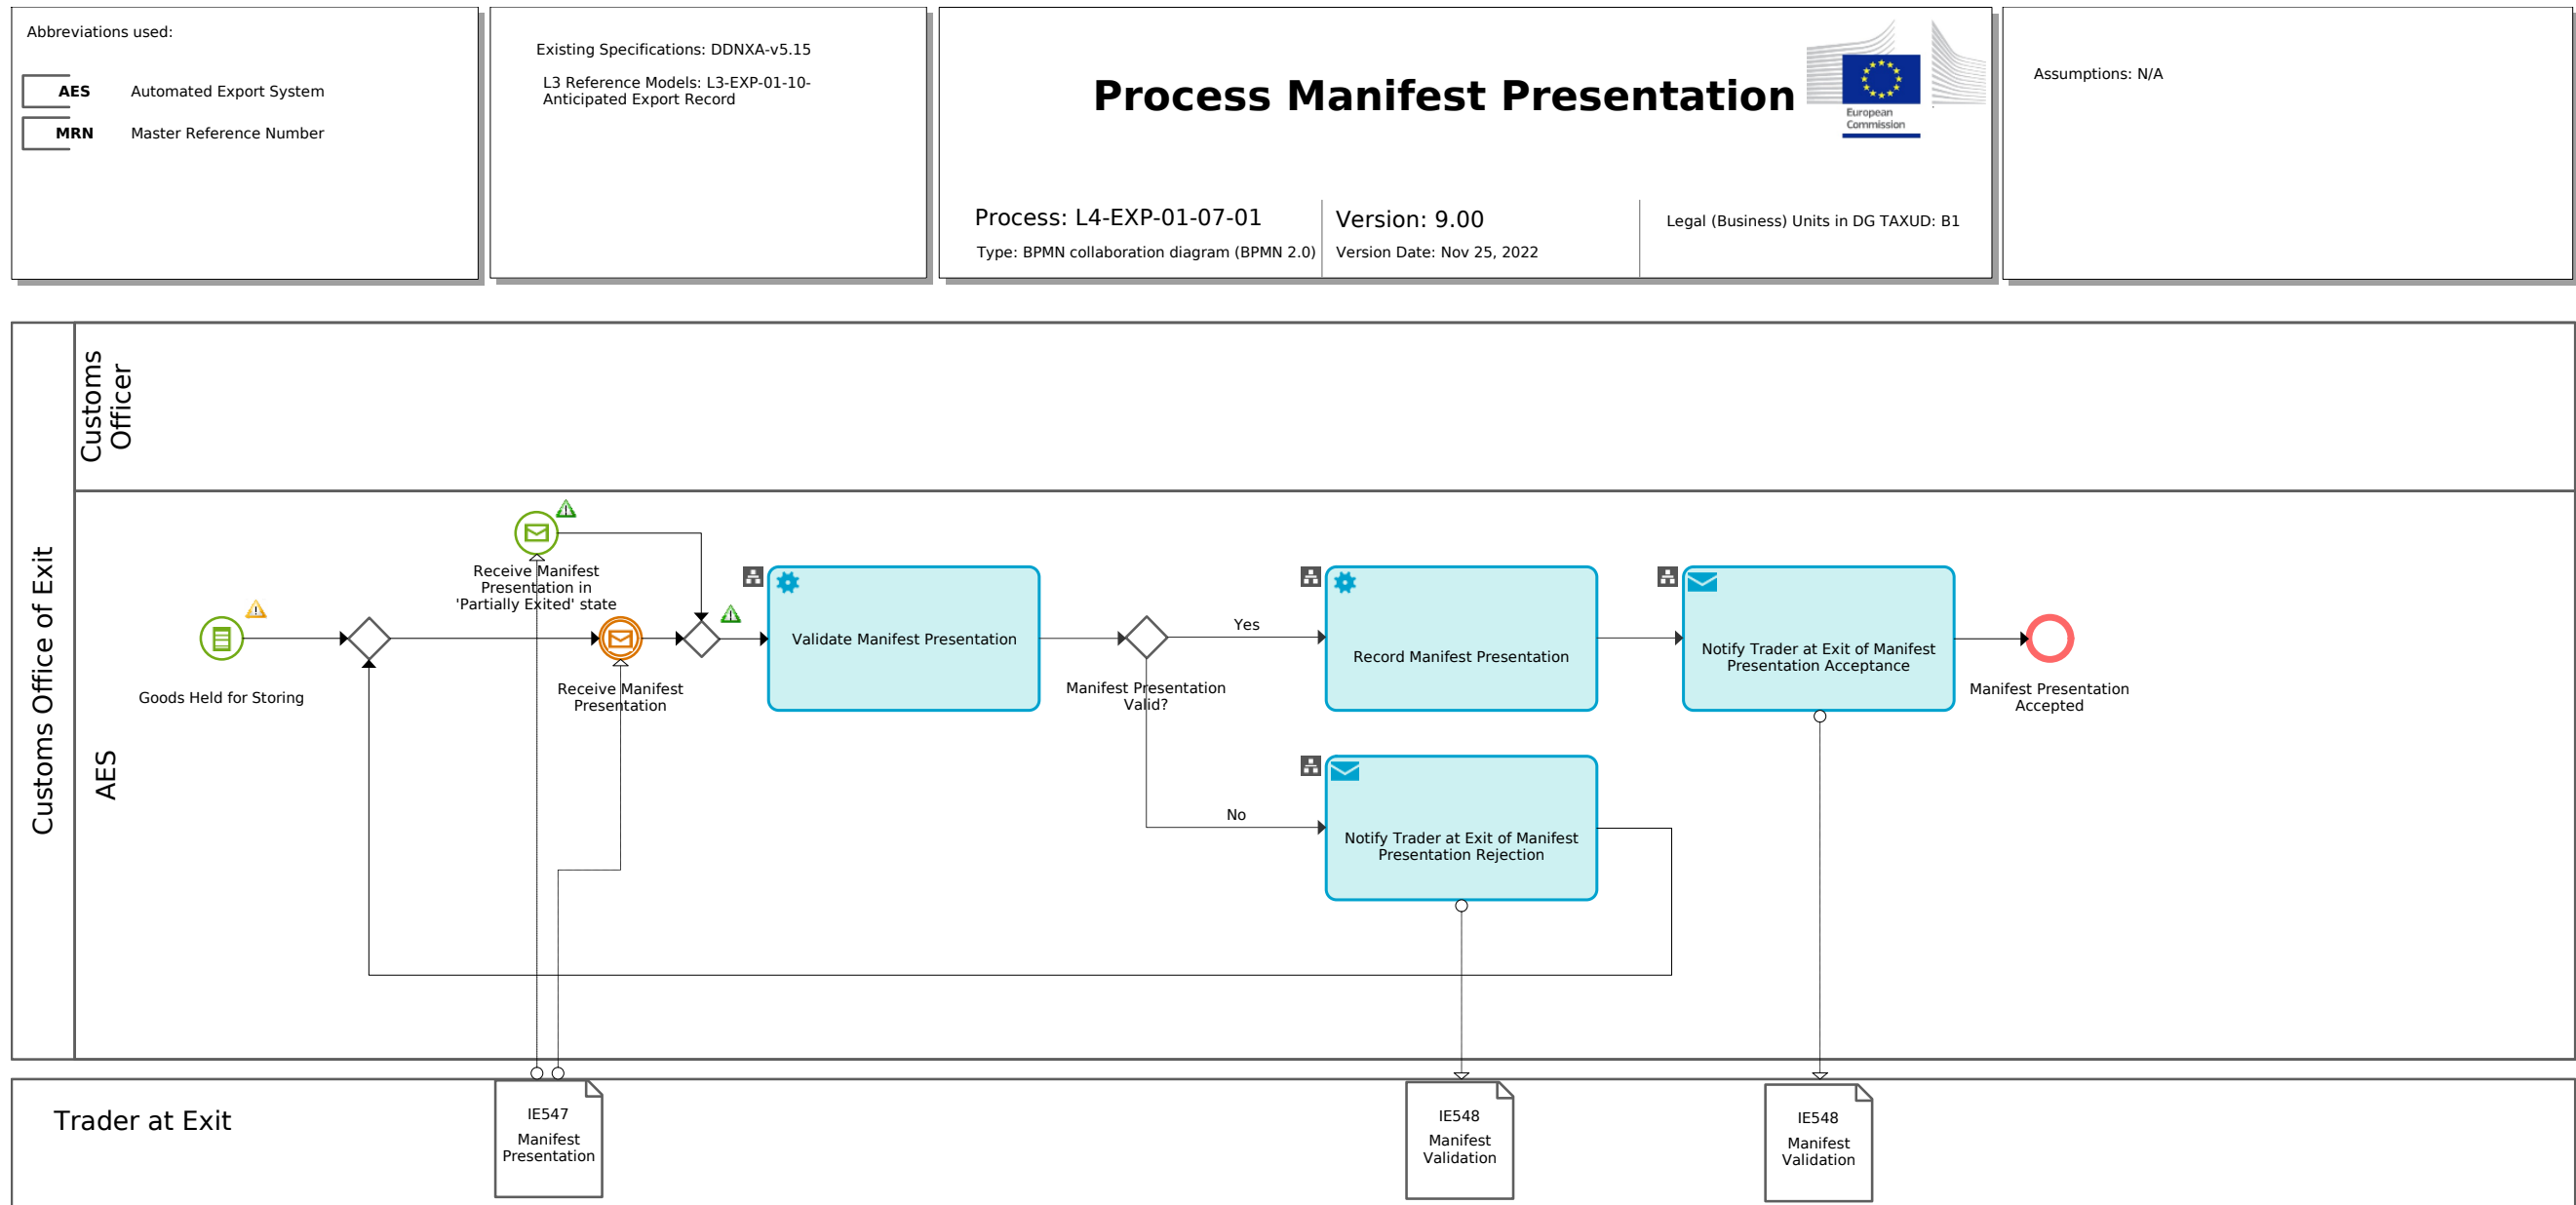 Abbreviations used:
AES Automated Export System
MRN Master Reference Number
Existing Specifications: DDNXA-v5.15
L3 Reference Models: L3-EXP-01-10-
Anticipated Export Record
Process Manifest Presentation
European
Commission
Process: L4-EXP-01-07-01
Type: BPMN collaboration diagram (BPMN 2.0)
Version: 9.00
Version Date: Nov 25, 2022
Legal (Business) Units in DG TAXUD: B1
Assumptions: N/A
Customs Office of Exit
Customs
Officer
AES
Receive Manifest
Presentation in
'Partially Exited' state
Goods Held for Storing
Receive Manifest
Presentation
Validate Manifest Presentation
Manifest Presentation
Valid?
Yes
No
Record Manifest Presentation
Notify Trader at Exit of Manifest
Presentation Acceptance
Manifest Presentation
Accepted
Notify Trader at Exit of Manifest
Presentation Rejection
Trader at Exit
IE547
Manifest
Presentation
IE548
Manifest
Validation
IE548
Manifest
Validation